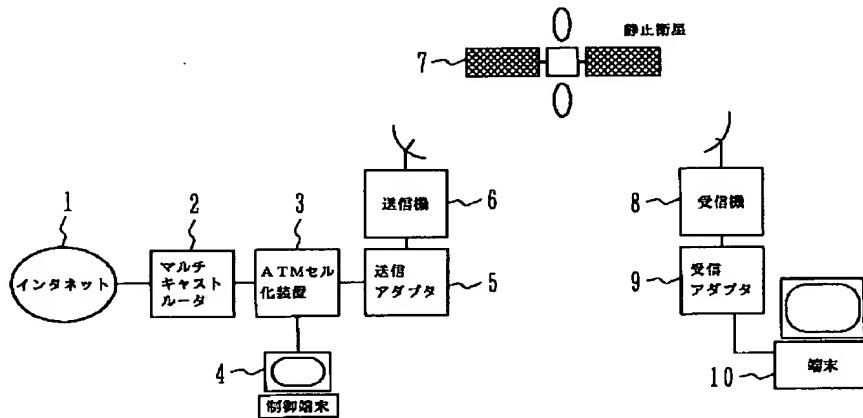 静止衛星
7
送信機
6
受信機
8
1
2
3
インタネット
マルチ
キャスト
ルータ
ATMセル
化装置
送信
アダプタ
5
受信
アダプタ
9
4
制御端末
端末
10